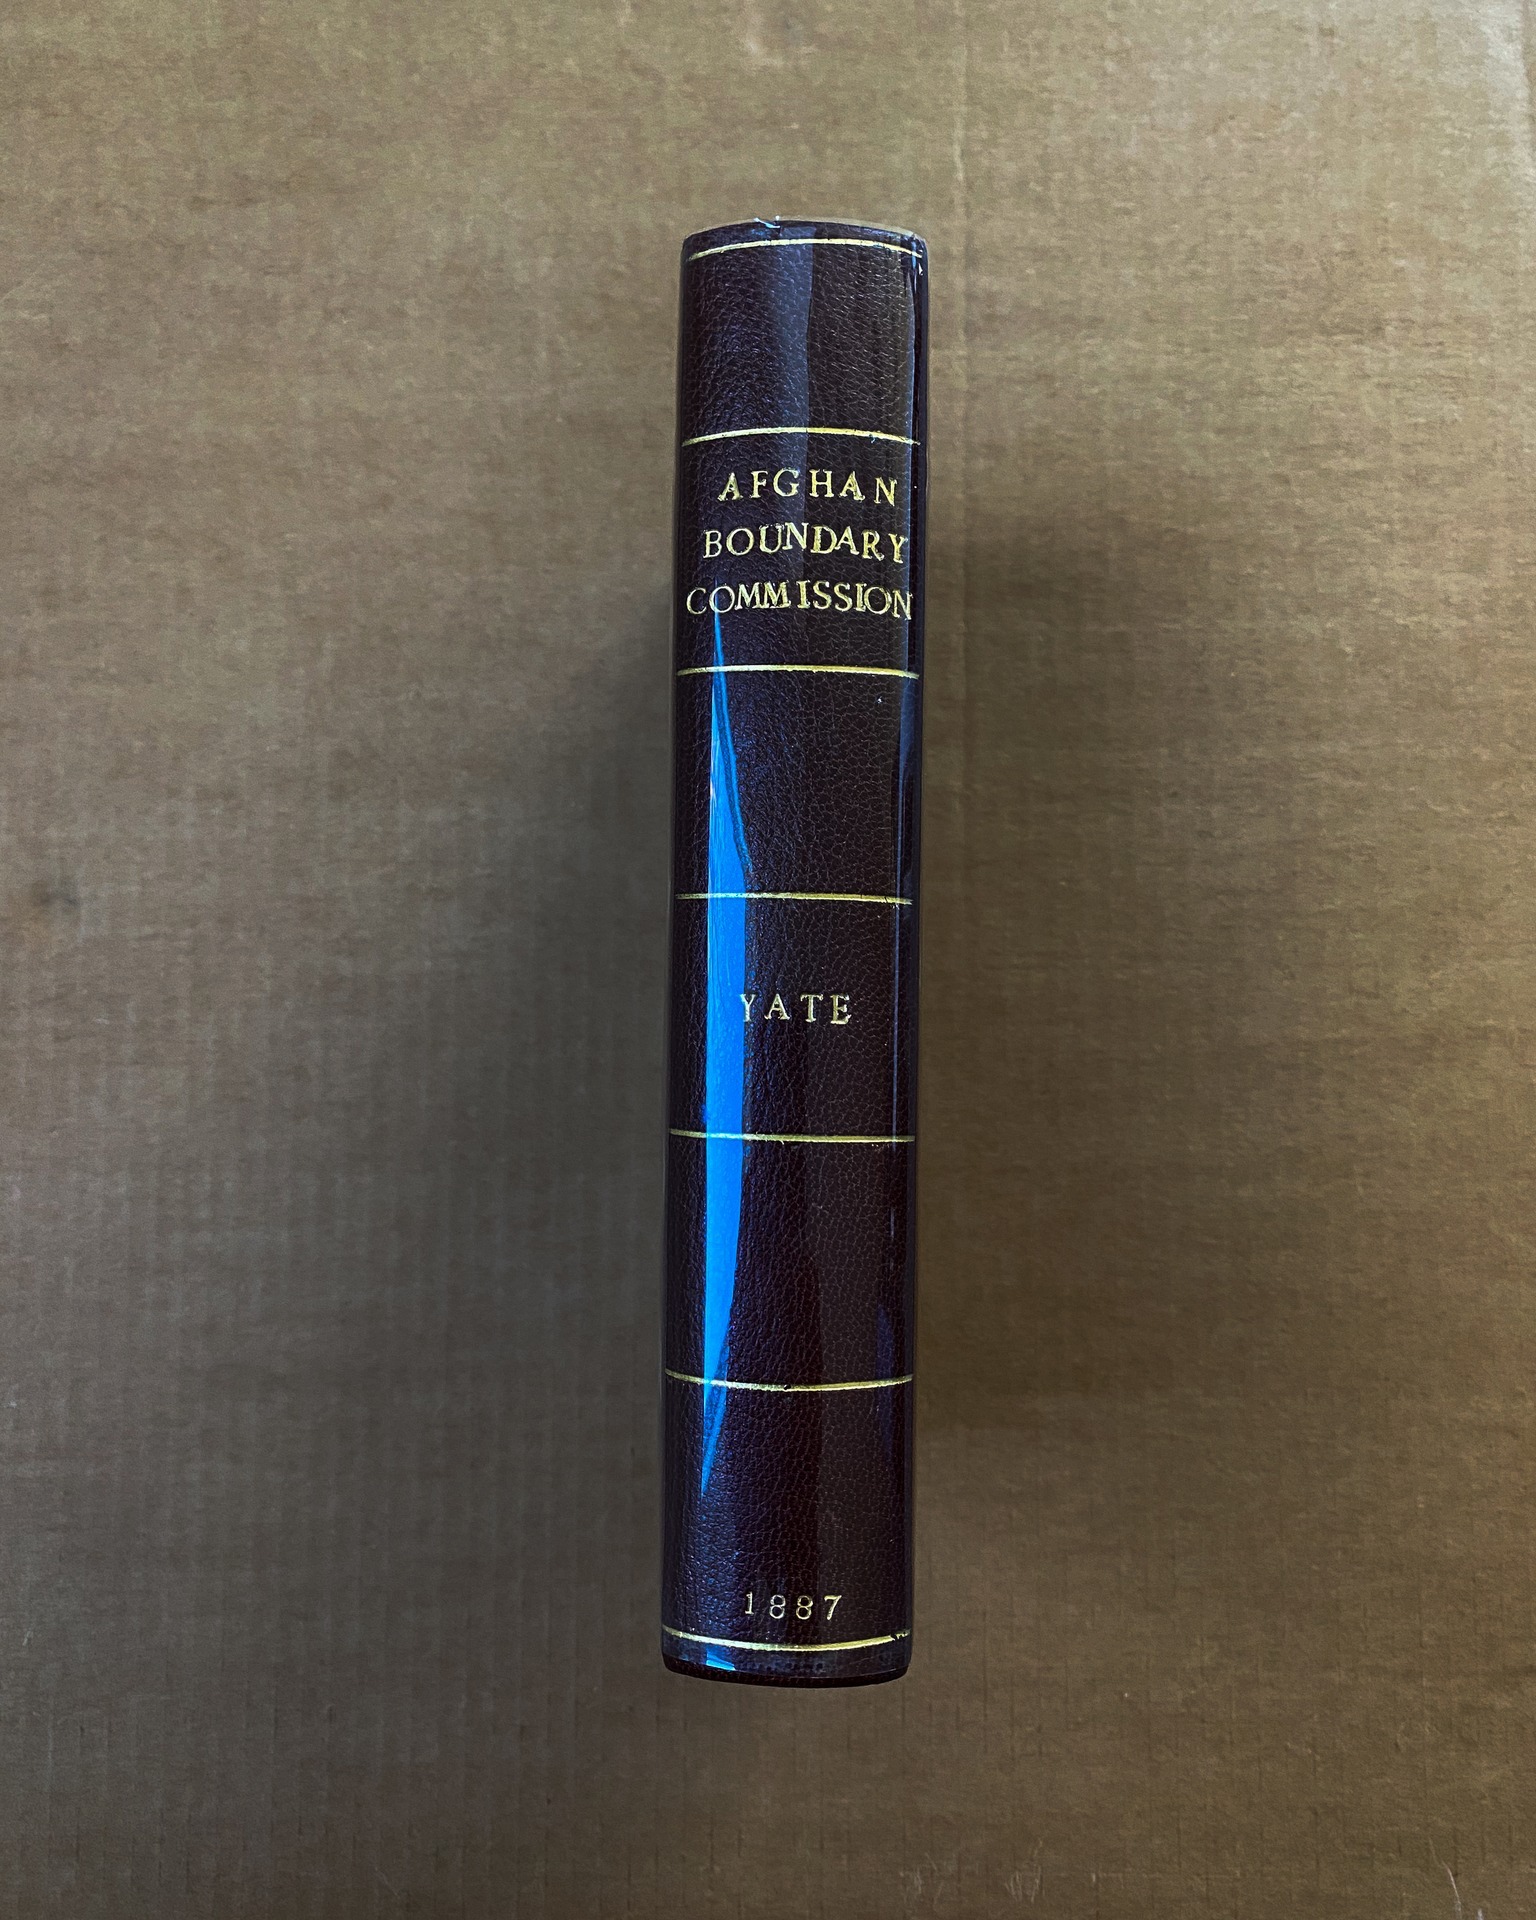 AFGHAN
BOUNDARY
COMMISSION
YATE
1887